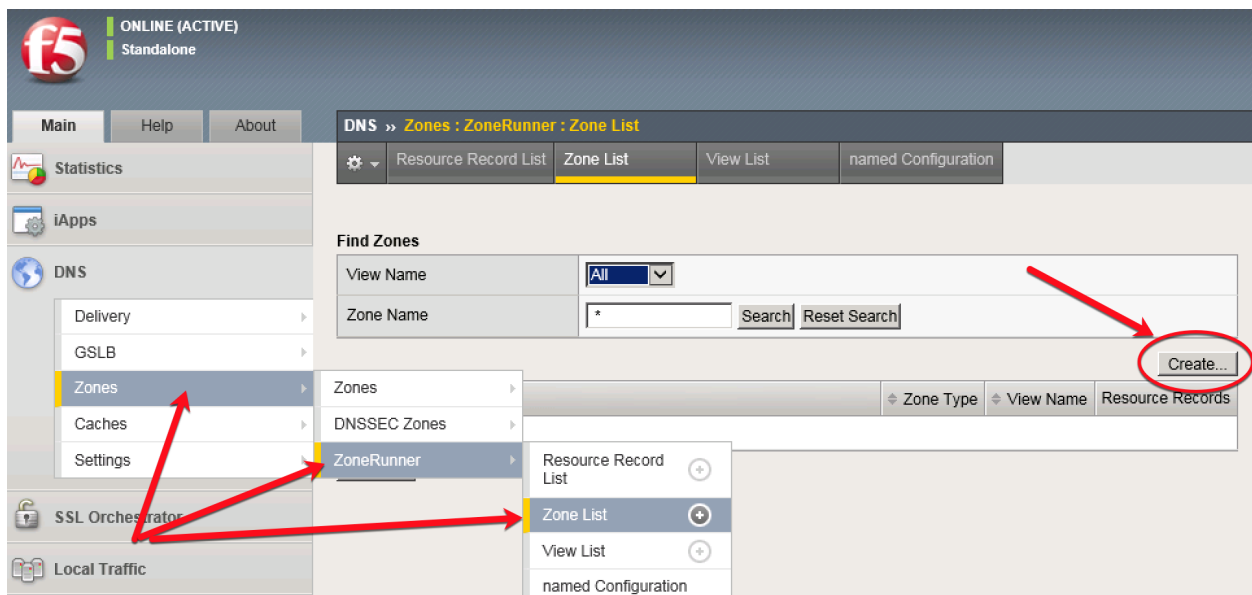 f5
ONLINE (ACTIVE)
Standalone
Main Help About
Statistics
iApps
DNS
Delivery
GSLB
Zones
Caches
Settings
SSL Orchestrator
Local Traffic
Zones
DNSSEC Zones
ZoneRunner
Resource Record
List
Zone List
View List
named Configuration
DNS ›› Zones : ZoneRunner : Zone List
Resource Record List Zone List View List named Configuration
Find Zones
View Name All
Zone Name * Search Reset Search
Create...
Zone Type View Name Resource Records